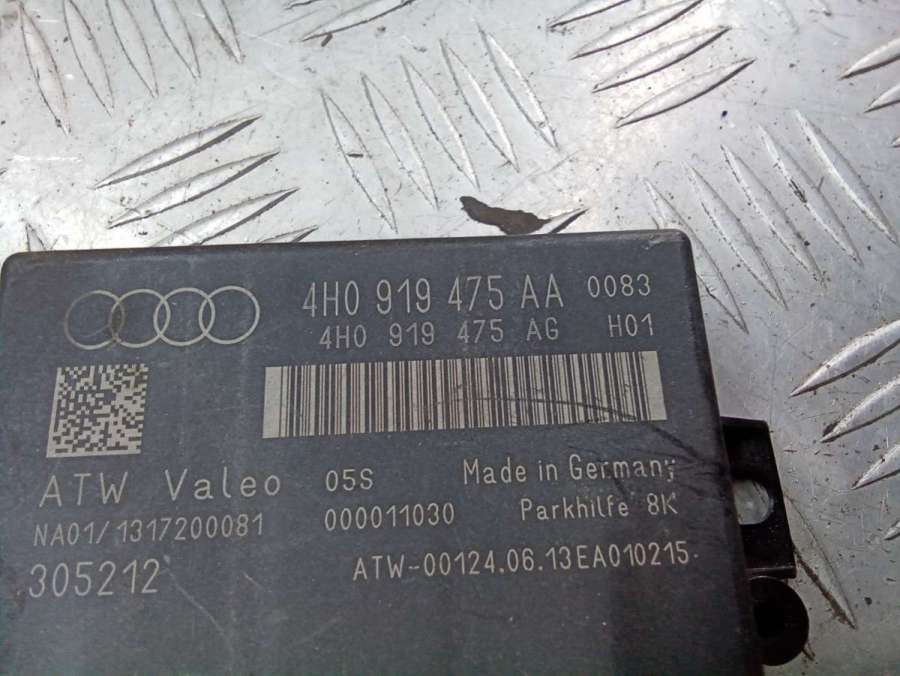 4H0 919 475 AA 0083
4H0 919 475 AG H01
ATW Valeo 05S Made in Germany
NA01/1317200081 000011030 Parkhilfe 8K
305212 ATW-00124.06.13EA010215